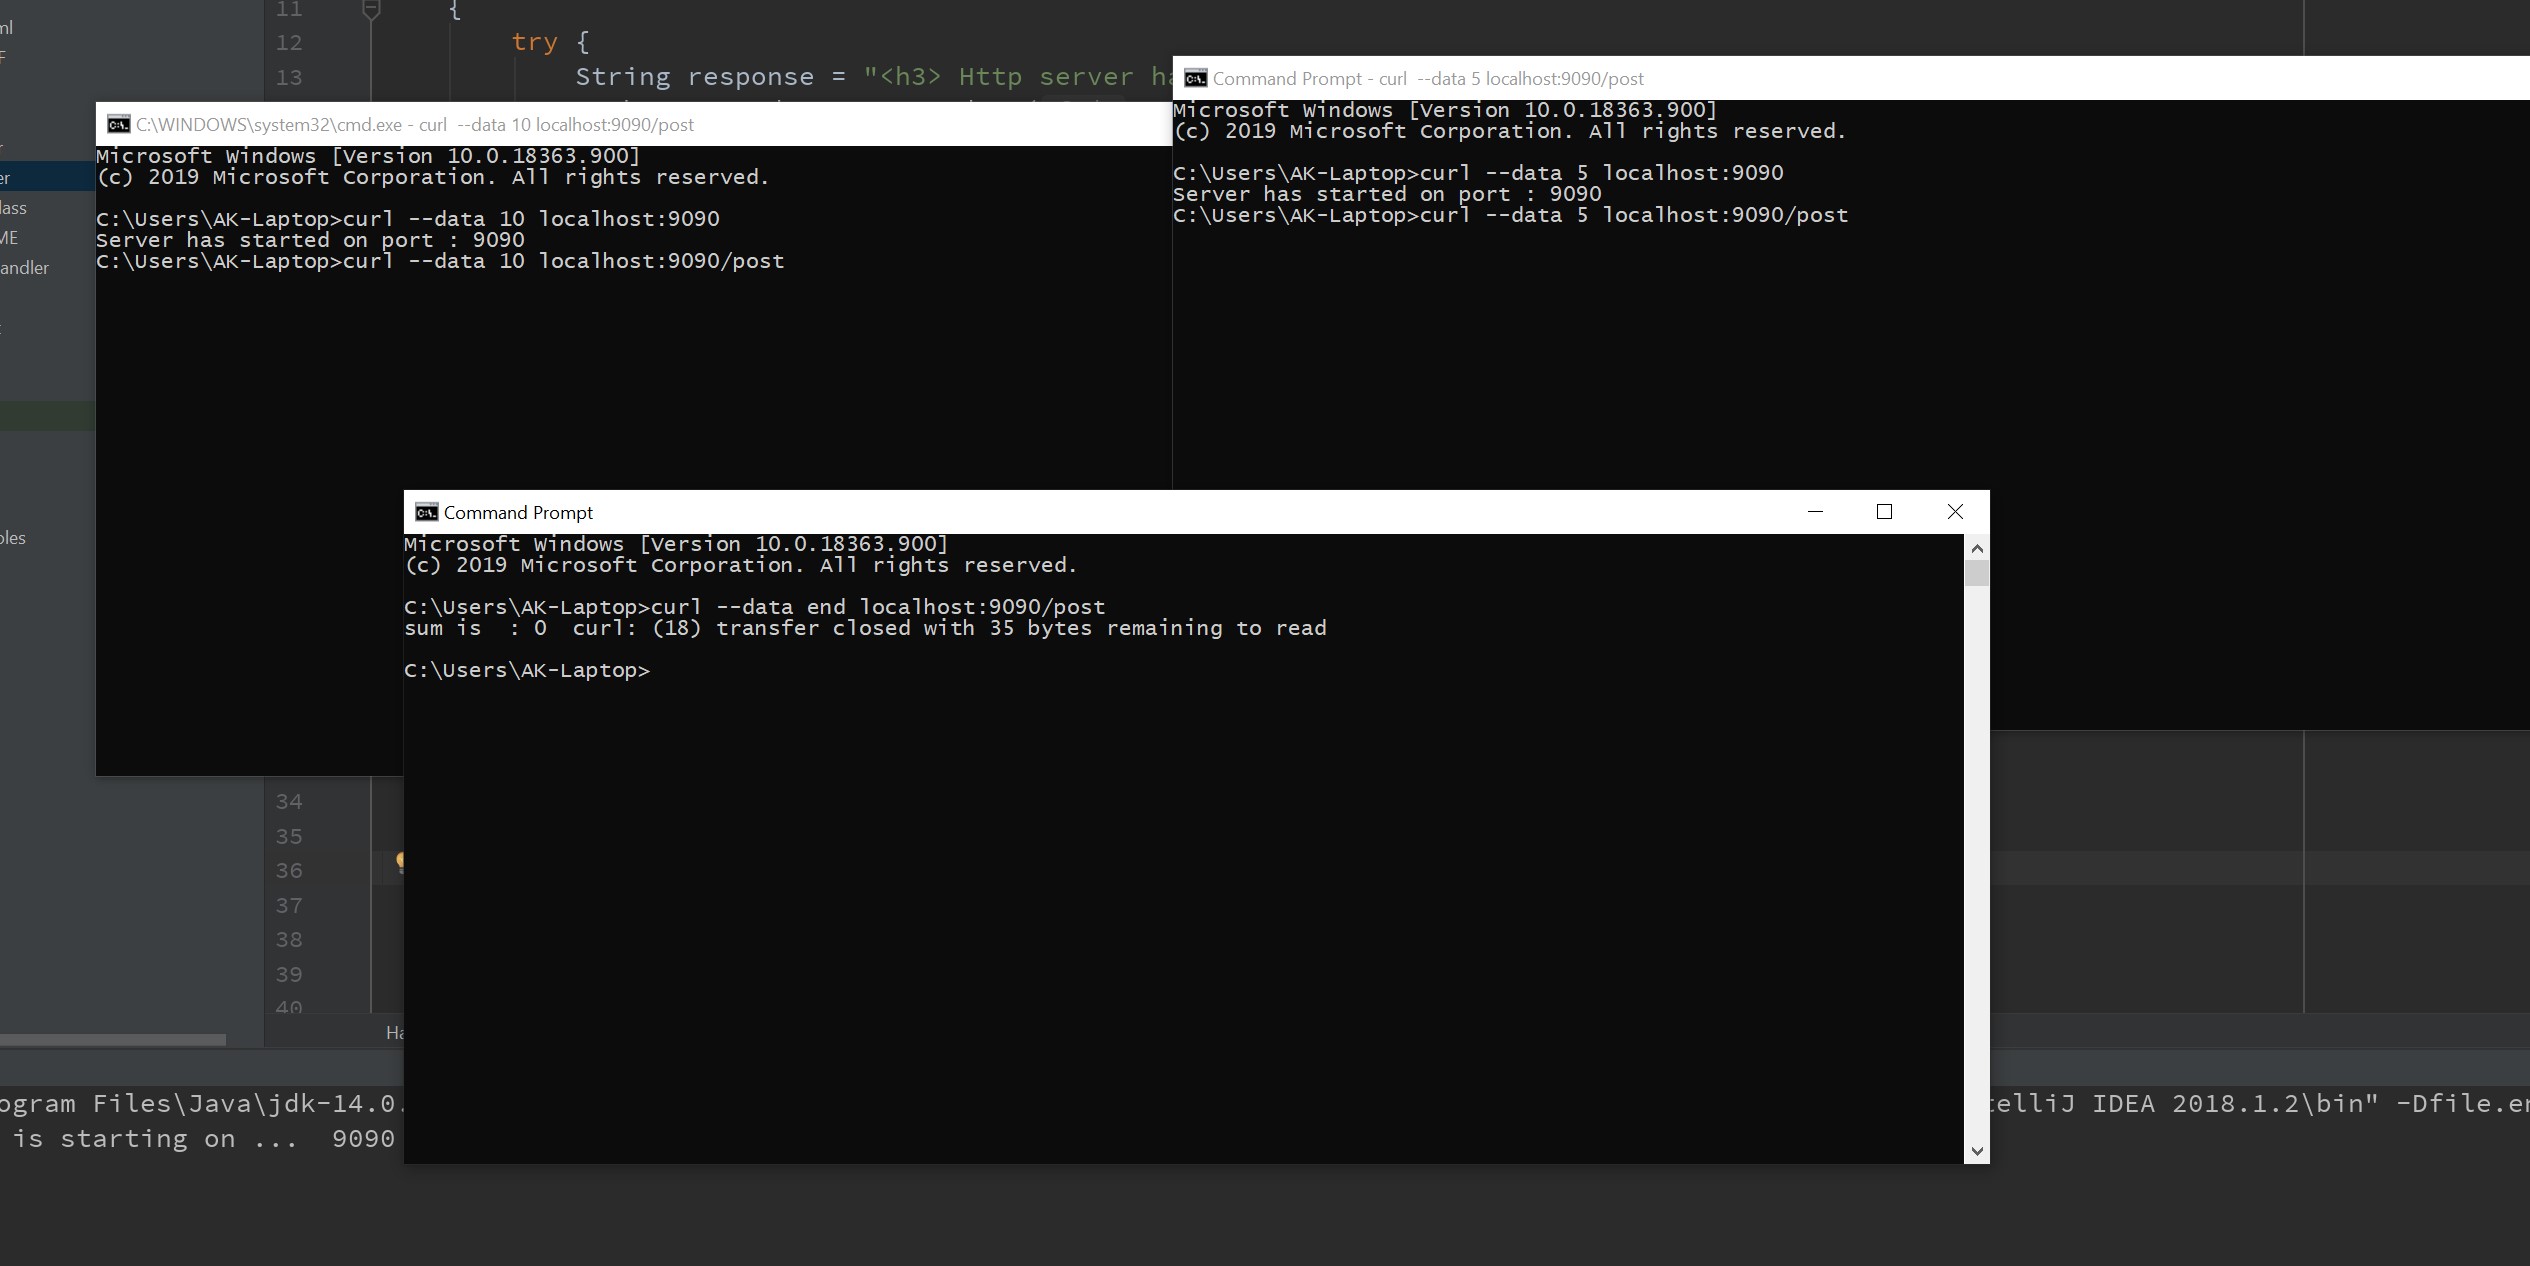 11 {
12 try {
13 String response = "<h3> Http server ha
ml
F
r
er
lass
ME
andler
t
bles
C:\WINDOWS\system32\cmd.exe - curl  --data 10 localhost:9090/post
Microsoft Windows [Version 10.0.18363.900]
(c) 2019 Microsoft Corporation. All rights reserved.
C:\Users\AK-Laptop>curl --data 10 localhost:9090
Server has started on port : 9090
C:\Users\AK-Laptop>curl --data 10 localhost:9090/post
Command Prompt - curl  --data 5 localhost:9090/post
Microsoft Windows [Version 10.0.18363.900]
(c) 2019 Microsoft Corporation. All rights reserved.
C:\Users\AK-Laptop>curl --data 5 localhost:9090
Server has started on port : 9090
C:\Users\AK-Laptop>curl --data 5 localhost:9090/post
Command Prompt
Microsoft Windows [Version 10.0.18363.900]
(c) 2019 Microsoft Corporation. All rights reserved.
C:\Users\AK-Laptop>curl --data end localhost:9090/post
sum is  : 0  curl: (18) transfer closed with 35 bytes remaining to read
C:\Users\AK-Laptop>
34
35
36
37
38
39
40
Ha
ogram Files\Java\jdk-14.0. telliJ IDEA 2018.1.2\bin" -Dfile.en
is starting on ...  9090